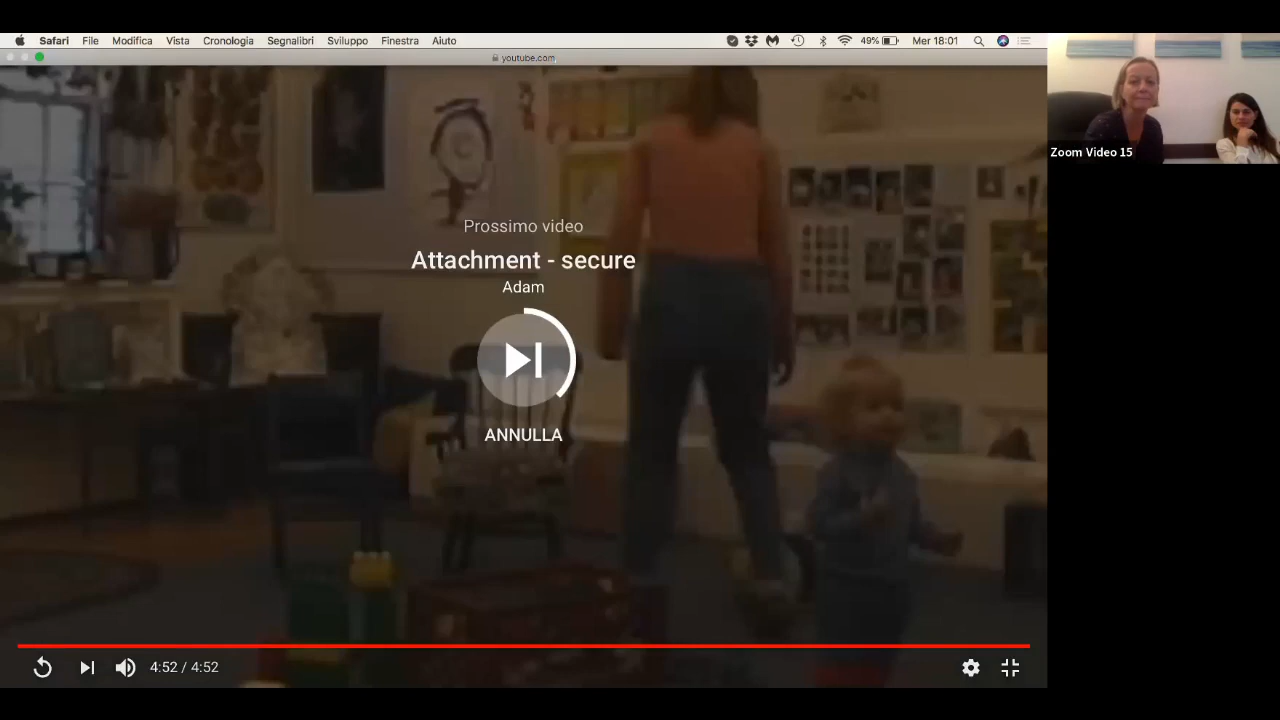 Safari File Modifica Vista Cronologia Segnalibri Sviluppo Finestra Aiuto 49% Mer 18:01
youtube.com
Zoom Video 15
Prossimo video
Attachment - secure
Adam
ANNULLA
4:52 / 4:52